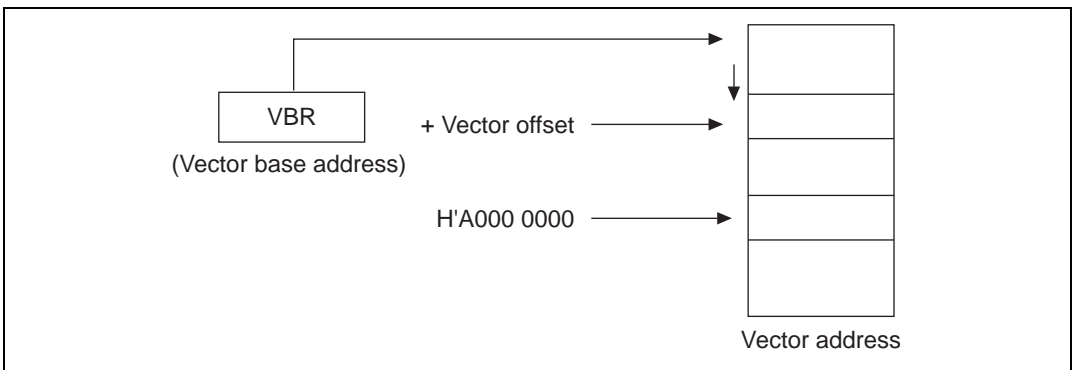 VBR
+ Vector offset
(Vector base address)
H'A000 0000
Vector address